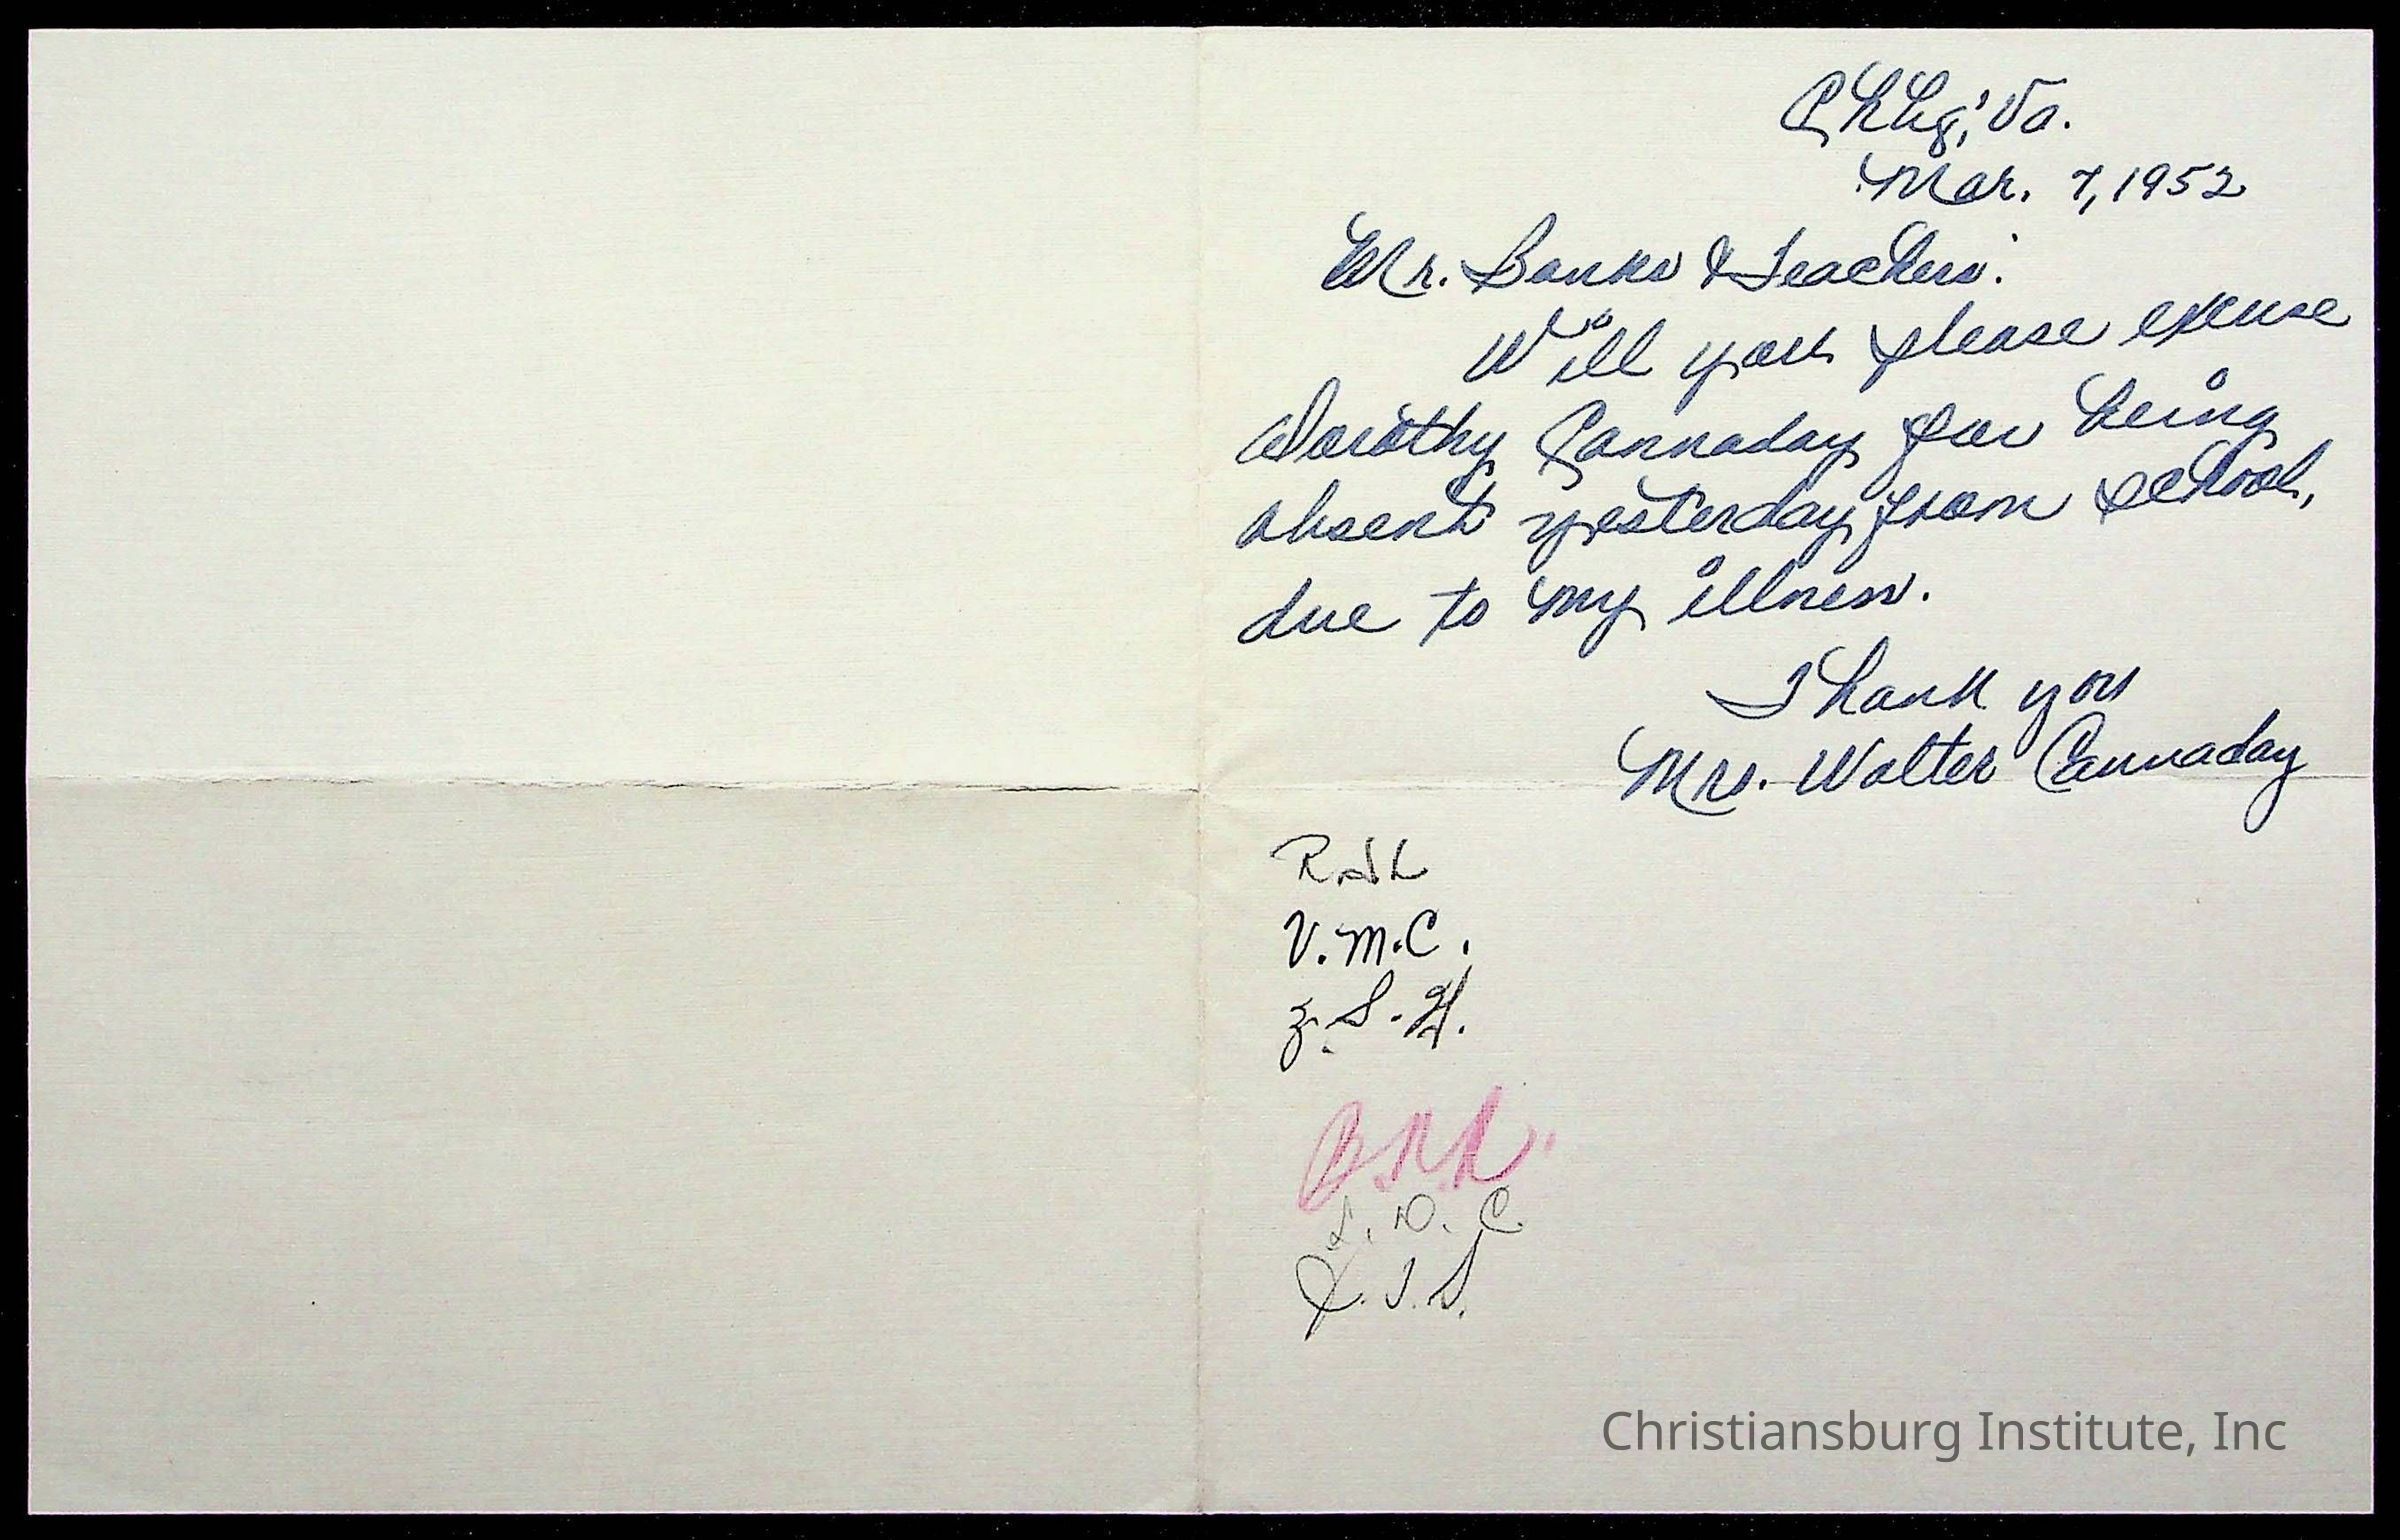 Chbg, Va.
Mar. 7, 1952
Mr. Banks & Teachers:
Will you please excuse
Dorothy Cannaday for being
absent yesterday from school,
due to my illness.
Thank you
Mrs. Walter Cannaday
V.M.C.
Z.S.H.
L.D.C.
J.T.S.
Christiansburg Institute, Inc